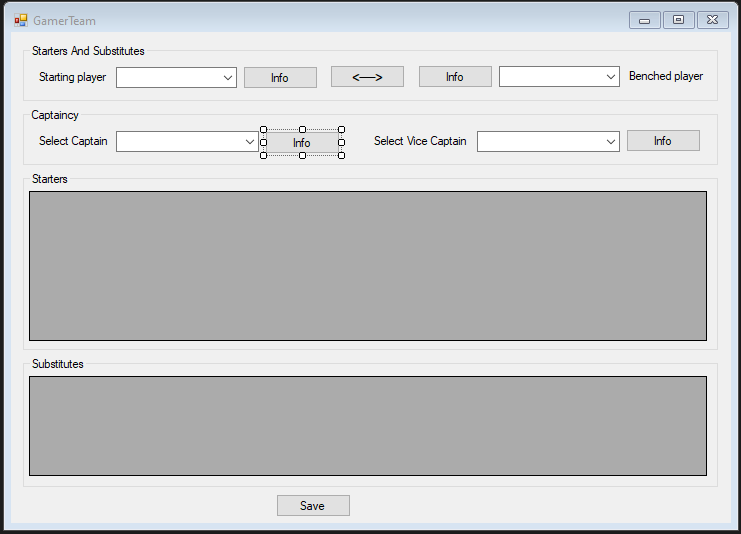 GamerTeam
Starters And Substitutes
Starting player Info <--> Info Benched player
Captaincy
Select Captain Info Select Vice Captain Info
Starters
Substitutes
Save